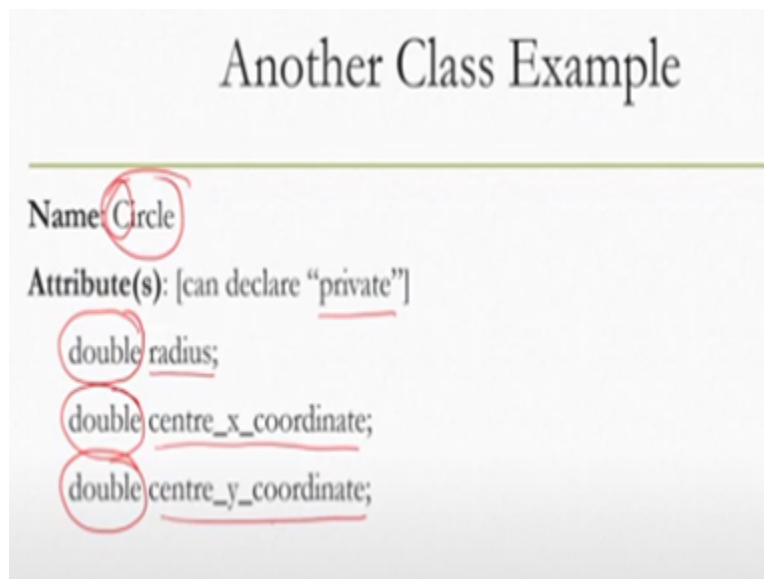 Another Class Example
Name: Circle
Attribute(s): [can declare “private”]
double radius;
double centre_x_coordinate;
double centre_y_coordinate;